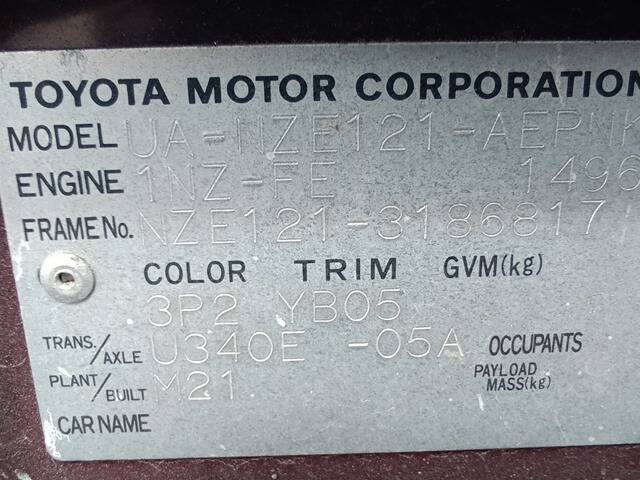 TOYOTA MOTOR CORPORATION
MODEL UA-NZE121-AEPNK
ENGINE 1NZ-FE 1496
FRAME No. NZE121-3186817
COLOR TRIM GVM(kg)
3P2 YB05
TRANS./AXLE U340E -05A OCCUPANTS
PLANT/BUILT M21 PAYLOAD MASS(kg)
CAR NAME